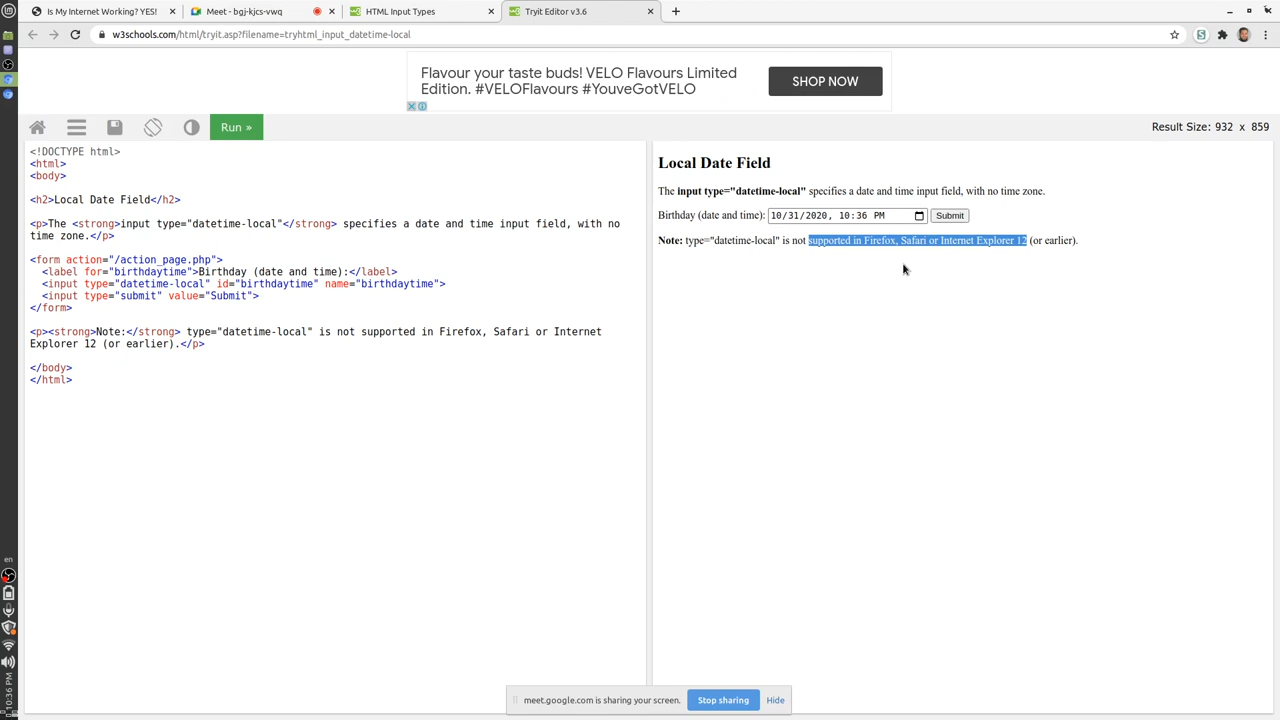 Is My Internet Working? YES!
Meet - bgj-kjcs-vwq
HTML Input Types
Tryit Editor v3.6
w3schools.com/html/tryit.asp?filename=tryhtml_input_datetime-local
Flavour your taste buds! VELO Flavours Limited
Edition. #VELOFlavours #YouveGotVELO
SHOP NOW
Run »
Result Size: 932 x 859
<!DOCTYPE html>
<html>
<body>
<h2>Local Date Field</h2>
<p>The <strong>input type="datetime-local"</strong> specifies a date and time input field, with no
time zone.</p>
<form action="/action_page.php">
<label for="birthdaytime">Birthday (date and time):</label>
<input type="datetime-local" id="birthdaytime" name="birthdaytime">
<input type="submit" value="Submit">
</form>
<p><strong>Note:</strong> type="datetime-local" is not supported in Firefox, Safari or Internet
Explorer 12 (or earlier).</p>
</body>
</html>
Local Date Field
The input type="datetime-local" specifies a date and time input field, with no time zone.
Birthday (date and time): 10/31/2020, 10:36 PM Submit
Note: type="datetime-local" is not supported in Firefox, Safari or Internet Explorer 12 (or earlier).
en
10:36 PM
meet.google.com is sharing your screen. Stop sharing Hide